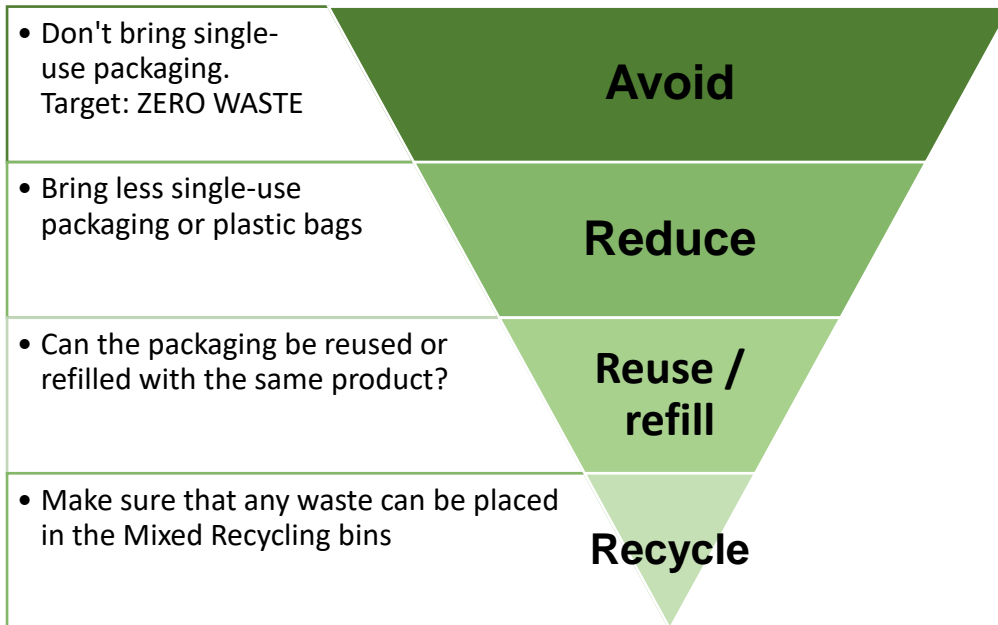 • Don't bring single-
use packaging.
Target: ZERO WASTE
Avoid
• Bring less single-use
packaging or plastic bags
Reduce
• Can the packaging be reused or
refilled with the same product?
Reuse /
refill
• Make sure that any waste can be placed
in the Mixed Recycling bins
Recycle